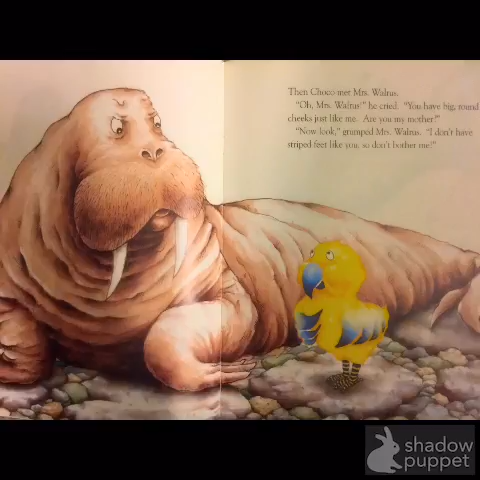 Then Choco met Mrs. Walrus.
"Oh, Mrs. Walrus!" he cried. "You have big, round
cheeks just like me. Are you my mother?"
"Now look," grumped Mrs. Walrus. "I don't have
striped feet like you, so don't bother me!"
shadow
puppet